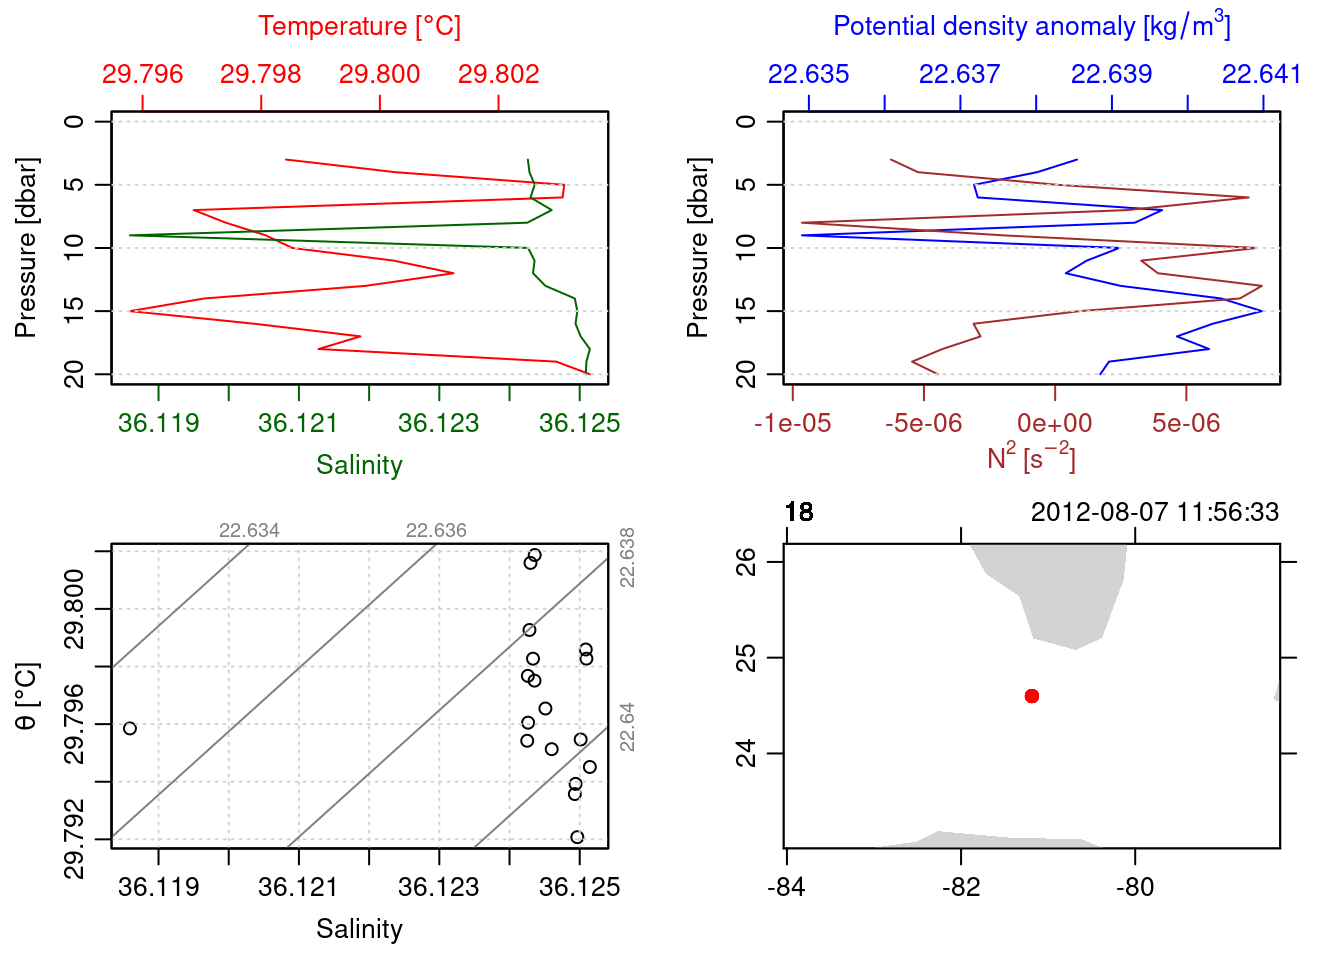 Temperature [°C]
29.796 29.798 29.800 29.802
Pressure [dbar]
0
5
10
15
20
36.119 36.121 36.123 36.125
Salinity
Potential density anomaly [kg/m³]
22.635 22.637 22.639 22.641
Pressure [dbar]
0
5
10
15
20
-1e-05 -5e-06 0e+00 5e-06
N² [s⁻²]
22.634 22.636
22.638
22.64
θ [°C]
29.800
29.796
29.792
36.119 36.121 36.123 36.125
Salinity
18 2012-08-07 11:56:33
26
25
24
-84 -82 -80